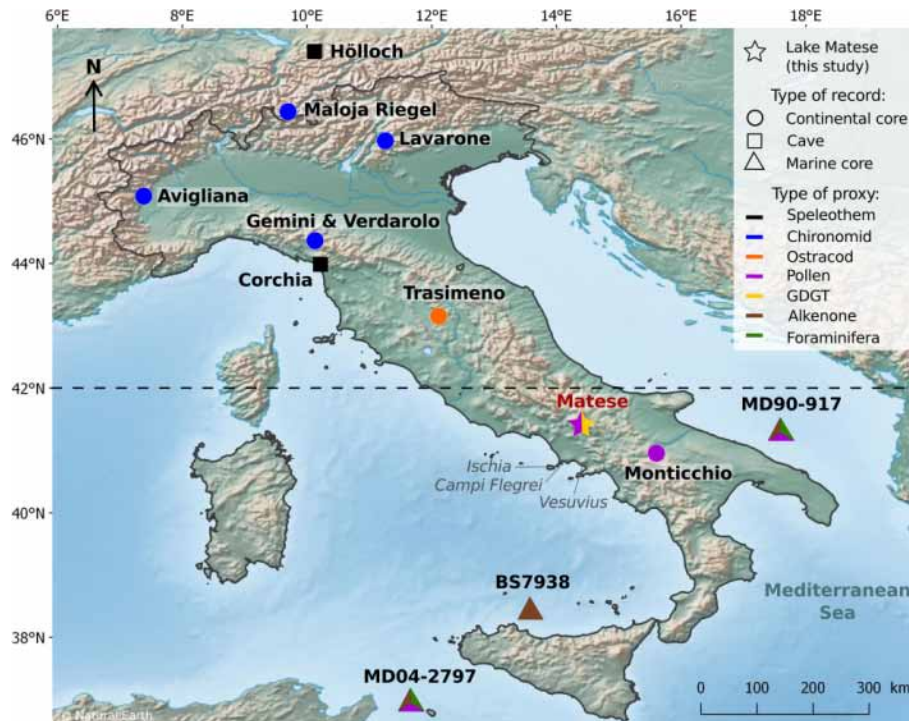 6°E 8°E 10°E 12°E 14°E 16°E 18°E
N
Hölloch
Maloja Riegel
Lavarone
46°N
Avigliana
Gemini & Verdarolo
44°N
Corchia
Trasimeno
42°N
Matese
MD90-917
Monticchio
Ischia
Campi Flegrei
Vesuvius
40°N
BS7938
Mediterranean
Sea
38°N
MD04-2797
0 100 200 300 km
© Natural Earth
Lake Matese
(this study)
Type of record:
Continental core
Cave
Marine core
Type of proxy:
Speleothem
Chironomid
Ostracod
Pollen
GDGT
Alkenone
Foraminifera